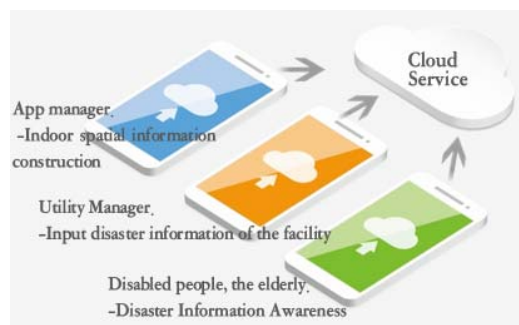 Cloud
Service
App manager.
-Indoor spatial information
construction
Utility Manager.
-Input disaster information of the facility
Disabled people, the elderly.
-Disaster Information Awareness